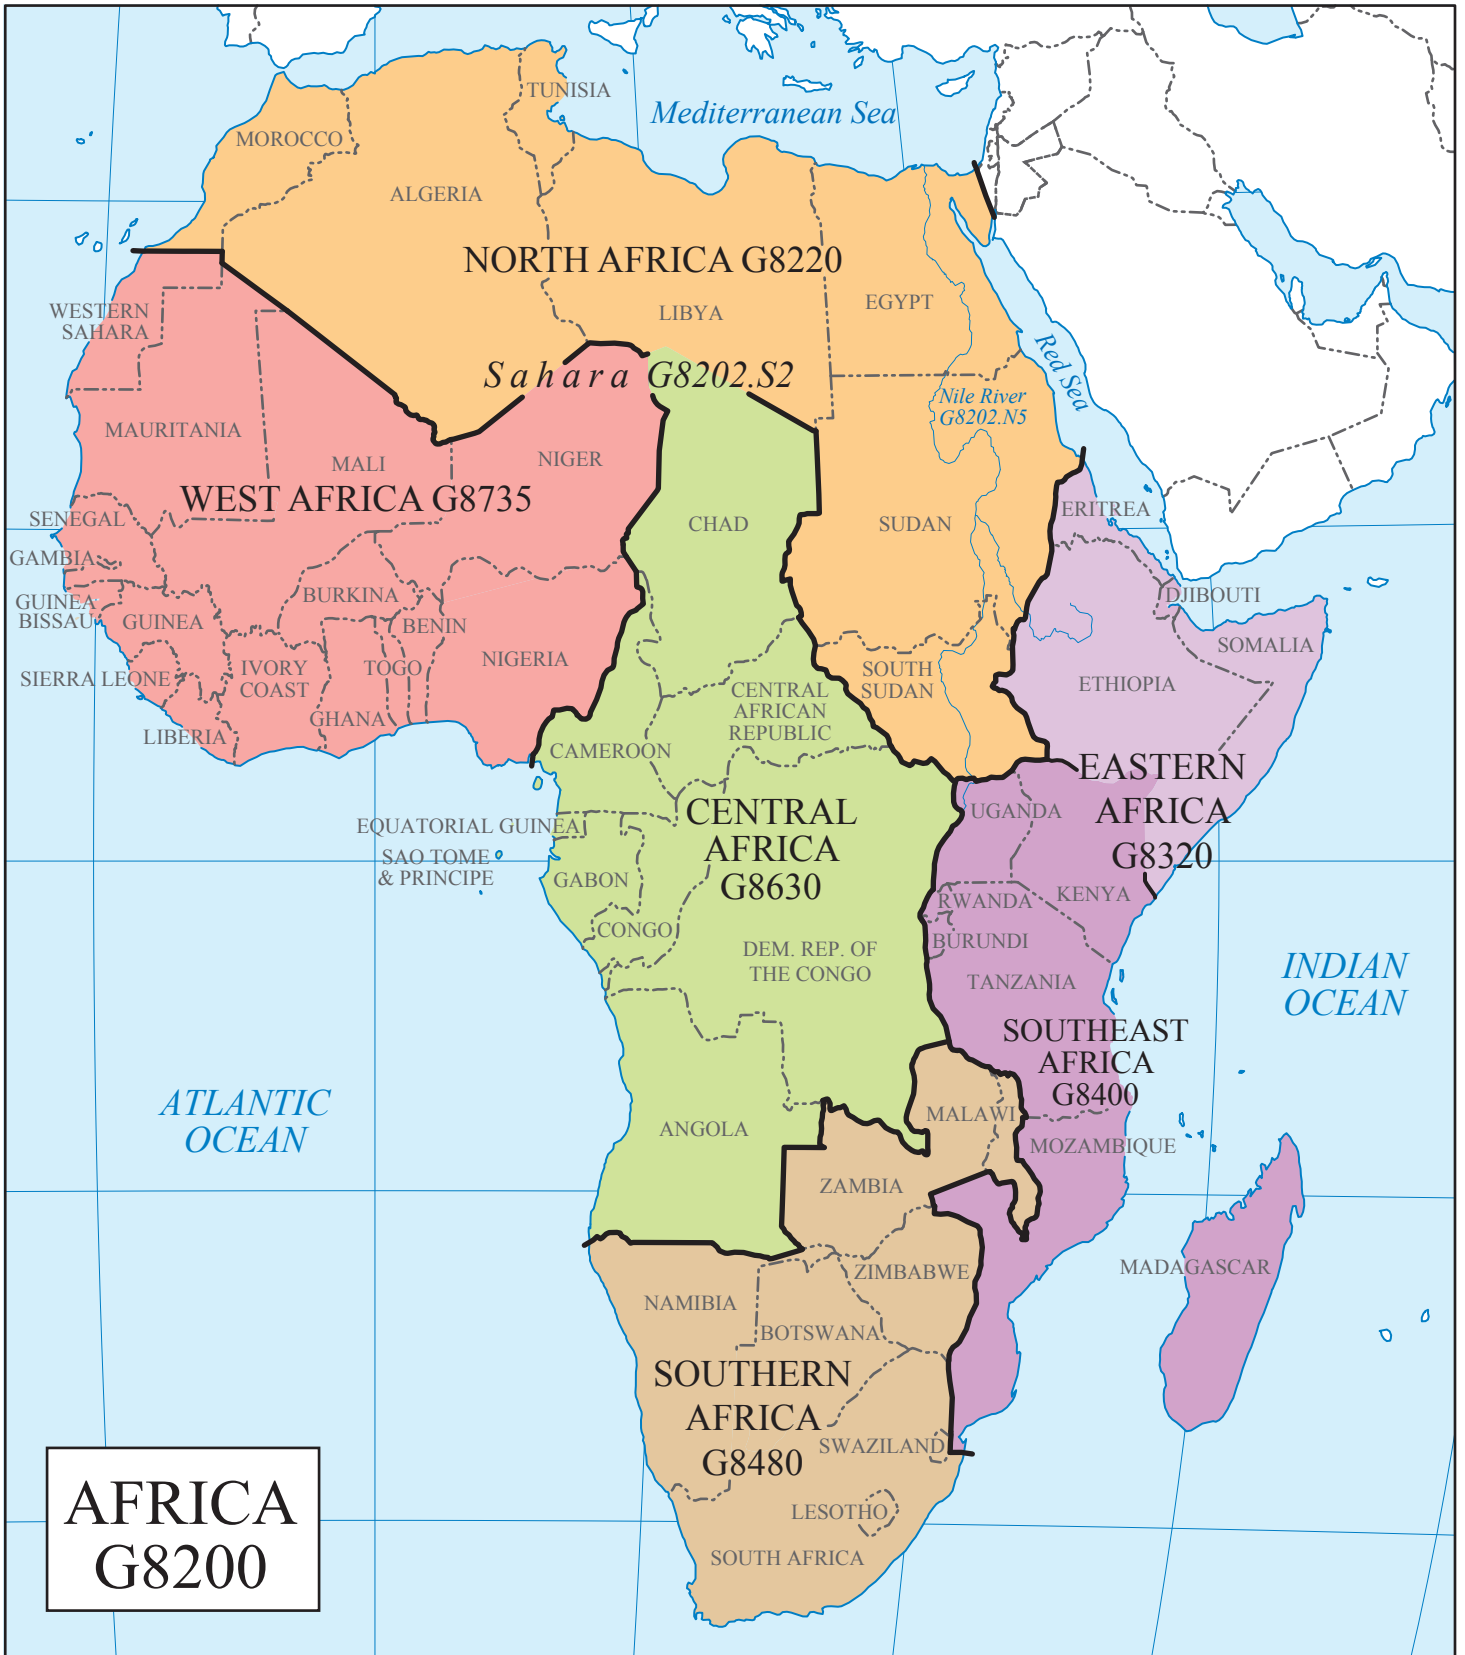 TUNISIA
Mediterranean Sea
MOROCCO
ALGERIA
NORTH AFRICA G8220
LIBYA
EGYPT
WESTERN
SAHARA
Red Sea
Sahara G8202.S2
Nile River
G8202.N5
MAURITANIA
MALI
NIGER
WEST AFRICA G8735
CHAD
SUDAN
ERITREA
SENEGAL
GAMBIA
GUINEA
BISSAU
GUINEA
BURKINA
BENIN
DJIBOUTI
SOMALIA
SIERRA LEONE
IVORY
COAST
TOGO
NIGERIA
SOUTH
SUDAN
ETHIOPIA
CENTRAL
AFRICAN
REPUBLIC
GHANA
LIBERIA
CAMEROON
EASTERN
AFRICA
G8320
CENTRAL
AFRICA
G8630
UGANDA
EQUATORIAL GUINEA
SAO TOME
& PRINCIPE
GABON
RWANDA
KENYA
CONGO
BURUNDI
DEM. REP. OF
THE CONGO
TANZANIA
INDIAN
OCEAN
SOUTHEAST
AFRICA
G8400
ATLANTIC
OCEAN
ANGOLA
MALAWI
MOZAMBIQUE
ZAMBIA
MADAGASCAR
ZIMBABWE
NAMIBIA
BOTSWANA
SOUTHERN
AFRICA
G8480
SWAZILAND
LESOTHO
SOUTH AFRICA
AFRICA
G8200